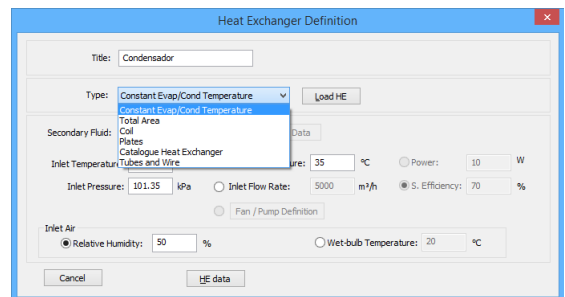 Heat Exchanger Definition
Title: Condensador
Type: Constant Evap/Cond Temperature Load HE
Constant Evap/Cond Temperature
Total Area
Coil
Plates
Catalogue Heat Exchanger
Tubes and Wire
Secondary Fluid: Data
Inlet Temperatur ure: 35 ºC Power: 10 W
Inlet Pressure: 101.35 kPa Inlet Flow Rate: 5000 m³/h S. Efficiency: 70 %
Fan / Pump Definition
Inlet Air
Relative Humidity: 50 % Wet-bulb Temperature: 20 ºC
Cancel HE data